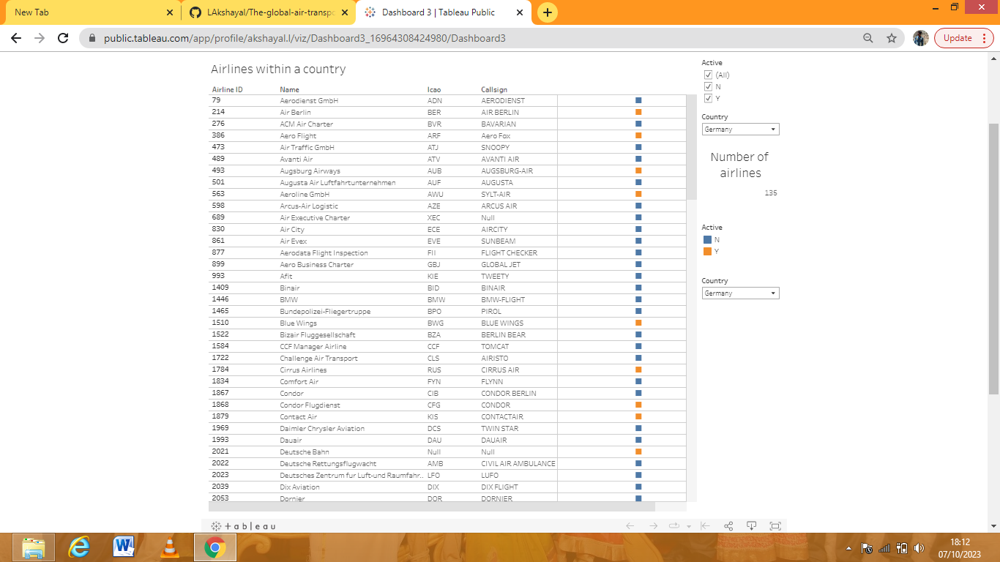 New Tab
LAkshayal/The-global-air-transpo
Dashboard 3 | Tableau Public
public.tableau.com/app/profile/akshayal.l/viz/Dashboard3_16964308424980/Dashboard3
Update
Airlines within a country
Airline ID Name Icao Callsign
79 Aerodienst GmbH ADN AERODIENST
214 Air Berlin BER AIR BERLIN
276 ACM Air Charter BVR BAVARIAN
386 Aero Flight ARF Aero Fox
473 Air Traffic GmbH ATJ SNOOPY
489 Avanti Air ATV AVANTI AIR
493 Augsburg Airways AUB AUGSBURG-AIR
501 Augusta Air Luftfahrtunternehmen AUF AUGUSTA
563 Aeroline GmbH AWU SYLT-AIR
598 Arcus-Air Logistic AZE ARCUS AIR
689 Air Executive Charter XEC Null
830 Air City ECE AIRCITY
861 Air Evex EVE SUNBEAM
877 Aerodata Flight Inspection FII FLIGHT CHECKER
899 Aero Business Charter GBJ GLOBAL JET
993 Afit KIE TWEETY
1409 Binair BID BINAIR
1446 BMW BMW BMW-FLIGHT
1465 Bundepolizei-Fliegertruppe BPO PIROL
1510 Blue Wings BWG BLUE WINGS
1522 Bizair Fluggesellschaft BZA BERLIN BEAR
1584 CCF Manager Airline CCF TOMCAT
1722 Challenge Air Transport CLS AIRISTO
1784 Cirrus Airlines RUS CIRRUS AIR
1834 Comfort Air FYN FLYNN
1867 Condor CIB CONDOR BERLIN
1868 Condor Flugdienst CFG CONDOR
1879 Contact Air KIS CONTACTAIR
1969 Daimler Chrysler Aviation DCS TWIN STAR
1993 Dauair DAU DAUAIR
2021 Deutsche Bahn Null Null
2022 Deutsche Rettungsflugwacht AMB CIVIL AIR AMBULANCE
2023 Deutsches Zentrum fur Luft-und Raumfahr.. LFO LUFO
2039 Dix Aviation DIX DIX FLIGHT
2053 Dornier DOR DORNIER
Active
(All)
N
Y
Country
Germany
Number of
airlines
135
Active
N
Y
Country
Germany
+ a b l e a u
18:12
07/10/2023